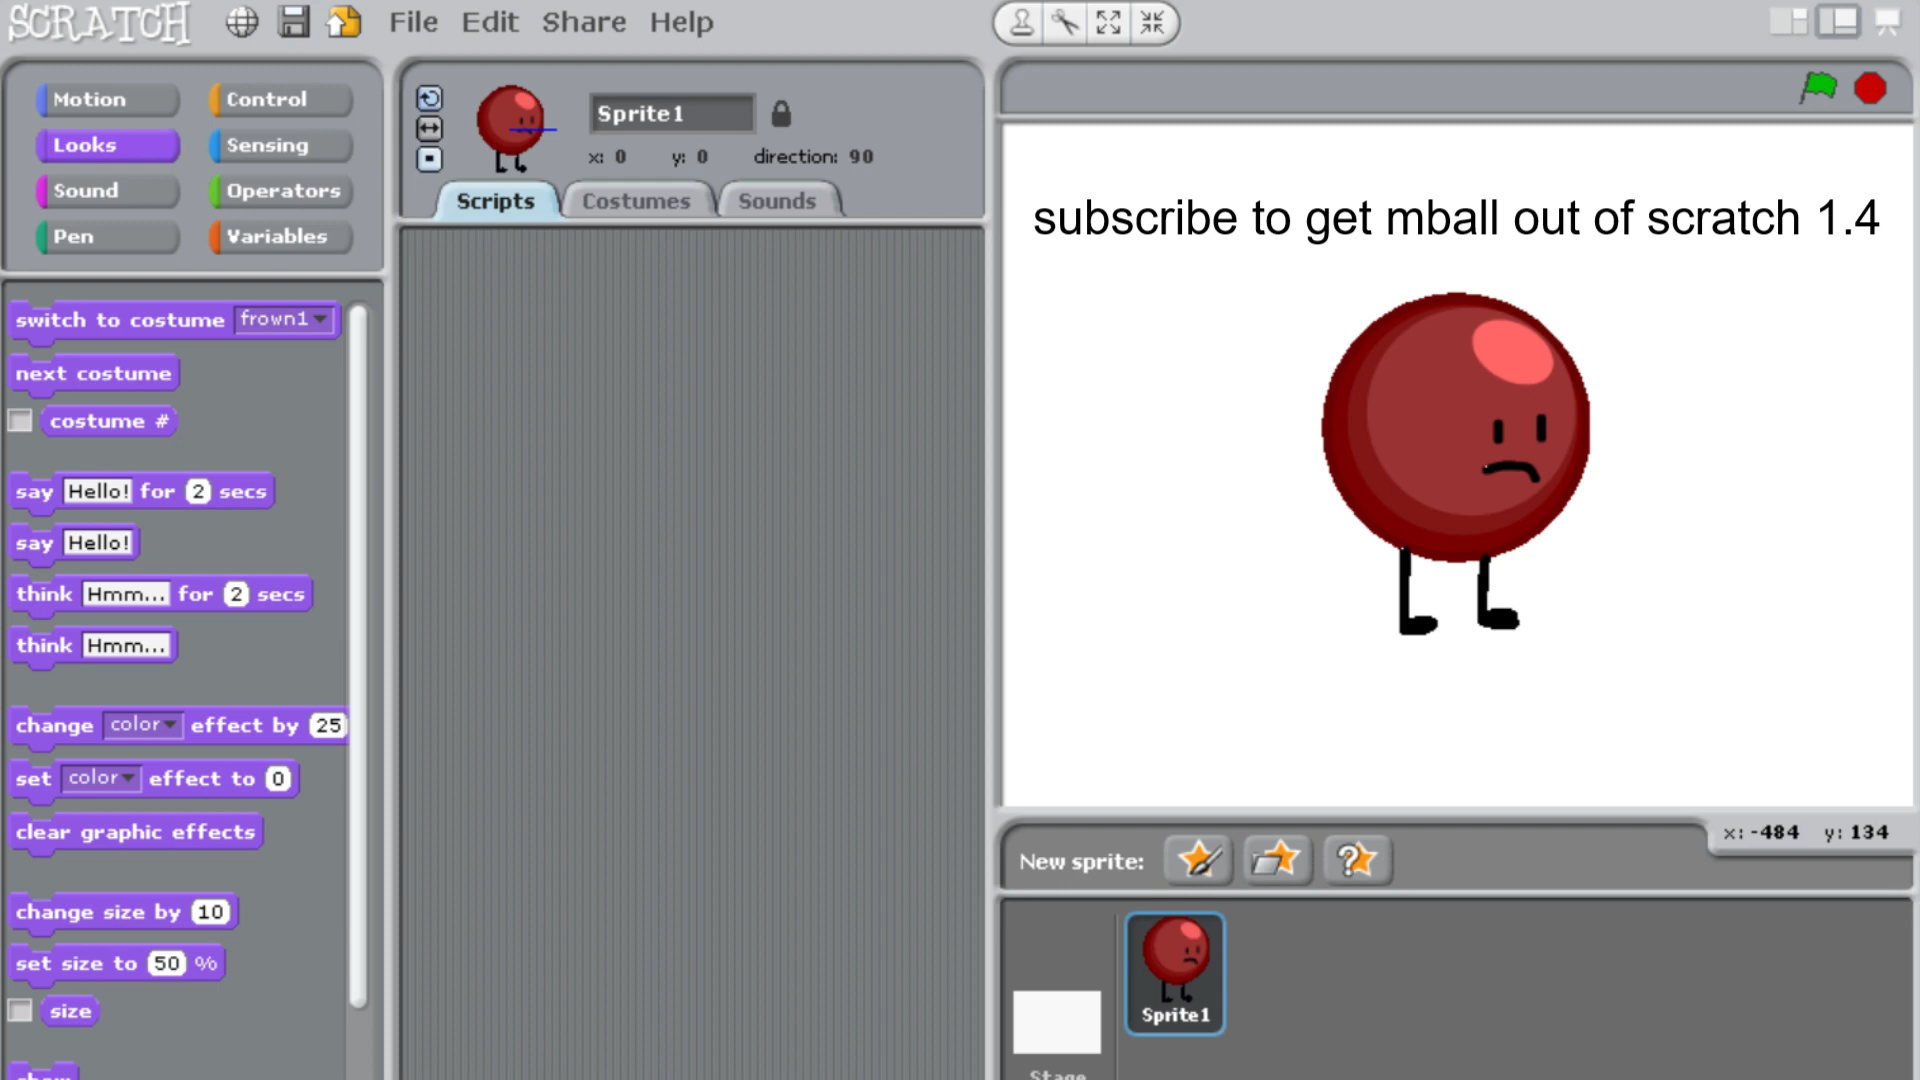 SCRATCH File Edit Share Help
Motion Control
Looks Sensing
Sound Operators
Pen Variables
switch to costume frown1
next costume
costume #
say Hello! for 2 secs
say Hello!
think Hmm... for 2 secs
think Hmm...
change color effect by 25
set color effect to 0
clear graphic effects
change size by 10
set size to 50 %
size
show
Sprite1
x: 0 y: 0 direction: 90
Scripts Costumes Sounds
subscribe to get mball out of scratch 1.4
x: -484 y: 134
New sprite:
Sprite1
Stage